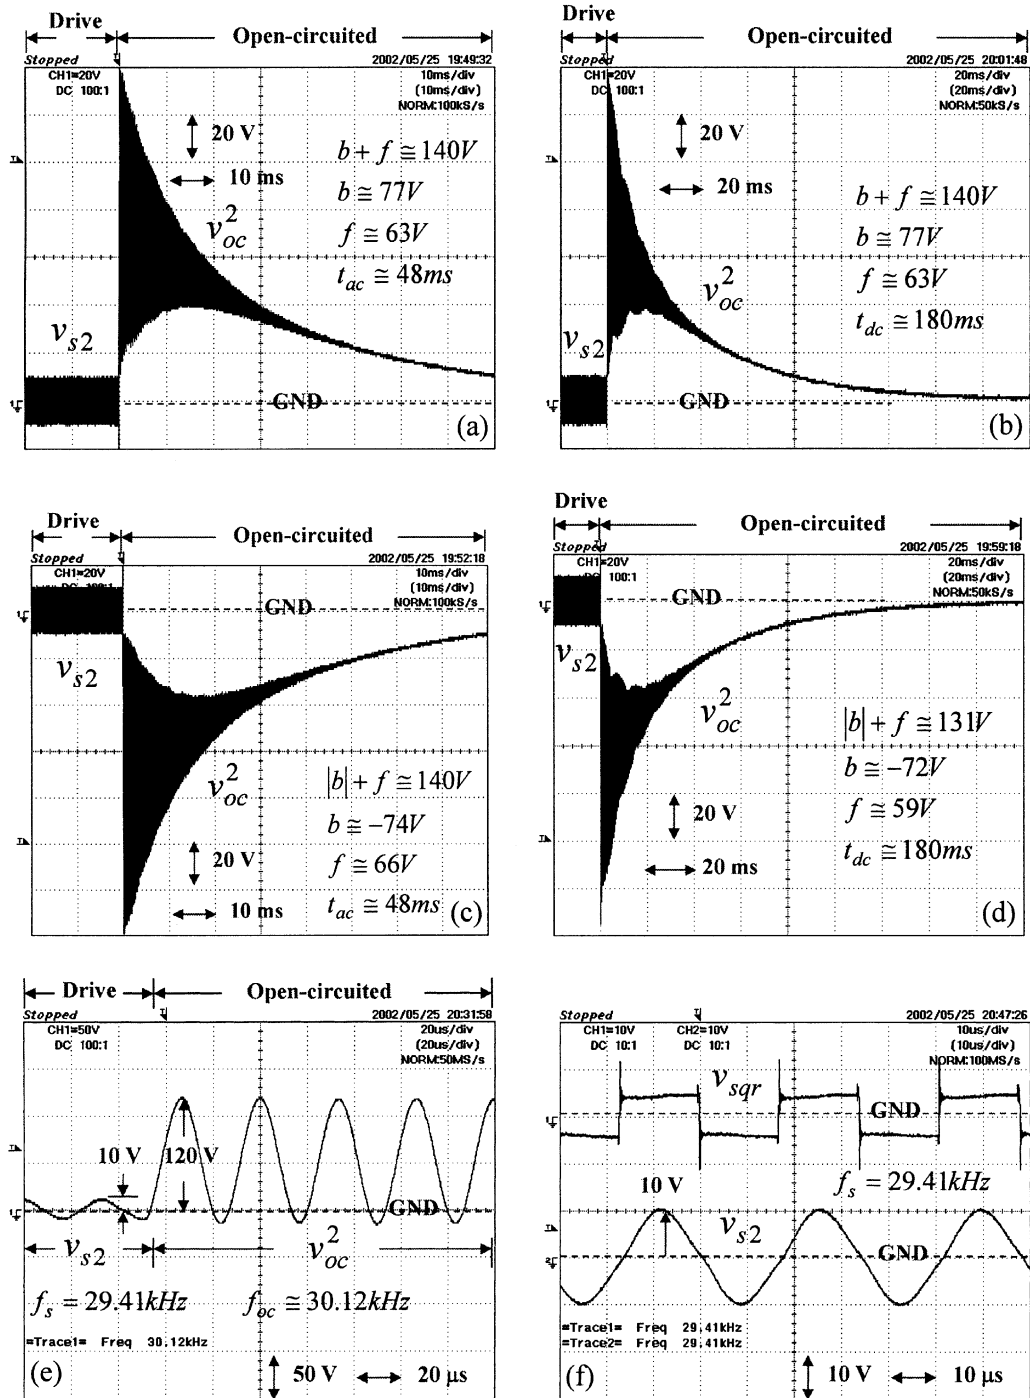 Drive
Open-circuited
Stopped
2002/05/25 19:49:32
CH1=20V
DC 100:1
10ms/div
(10ms/div)
NORM:100kS/s
20 V
10 ms
b + f ≅ 140V
b ≅ 77V
f ≅ 63V
t_ac ≅ 48ms
v_oc^2
v_s2
GND
(a)
Drive
Open-circuited
Stopped
2002/05/25 20:01:48
CH1=20V
DC 100:1
20ms/div
(20ms/div)
NORM:50kS/s
20 V
20 ms
b + f ≅ 140V
b ≅ 77V
f ≅ 63V
t_dc ≅ 180ms
v_oc^2
v_s2
GND
(b)
Drive
Open-circuited
Stopped
2002/05/25 19:52:18
CH1=20V
DC 100:1
10ms/div
(10ms/div)
NORM:100kS/s
GND
v_s2
v_oc^2
|b| + f ≅ 140V
b ≅ -74V
f ≅ 66V
t_ac ≅ 48ms
20 V
10 ms
(c)
Drive
Open-circuited
Stopped
2002/05/25 19:59:18
CH1=20V
DC 100:1
20ms/div
(20ms/div)
NORM:50kS/s
GND
v_s2
v_oc^2
|b| + f ≅ 131V
b ≅ -72V
f ≅ 59V
t_dc ≅ 180ms
20 V
20 ms
(d)
Drive
Open-circuited
Stopped
2002/05/25 20:31:58
CH1=50V
DC 100:1
20us/div
(20us/div)
NORM:50MS/s
10 V
120 V
GND
v_s2
v_oc^2
f_s = 29.41kHz
f_oc ≅ 30.12kHz
=Trace1= Freq 30.12kHz
(e)
50 V
20 µs
Stopped
2002/05/25 20:47:26
CH1=10V
DC 10:1
CH2=10V
DC 10:1
10us/div
(10us/div)
NORM:100MS/s
v_sqr
GND
10 V
f_s = 29.41kHz
v_s2
GND
=Trace1= Freq 29.41kHz
=Trace2= Freq 29.41kHz
(f)
10 V
10 µs